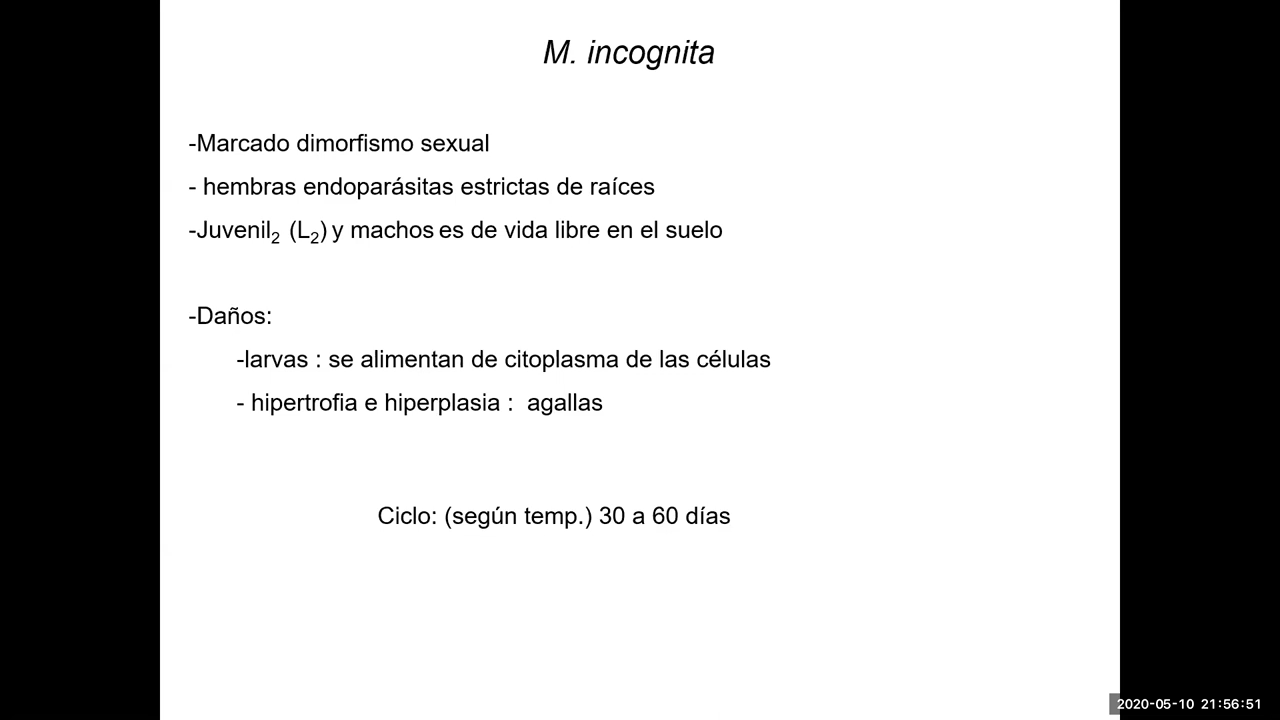 M. incognita
-Marcado dimorfismo sexual
- hembras endoparásitas estrictas de raíces
-Juvenil₂ (L₂) y machos es de vida libre en el suelo
-Daños:
-larvas : se alimentan de citoplasma de las células
- hipertrofia e hiperplasia : agallas
Ciclo: (según temp.) 30 a 60 días
2020-05-10 21:56:51